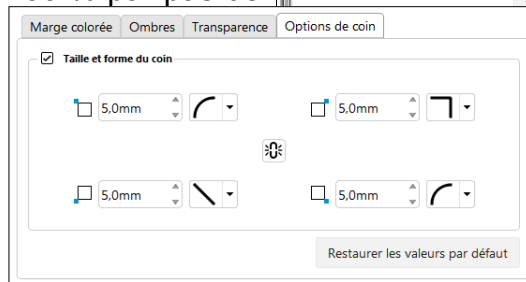 Marge colorée Ombres Transparence Options de coin
Taille et forme du coin
5,0mm 5,0mm
5,0mm 5,0mm
Restaurer les valeurs par défaut